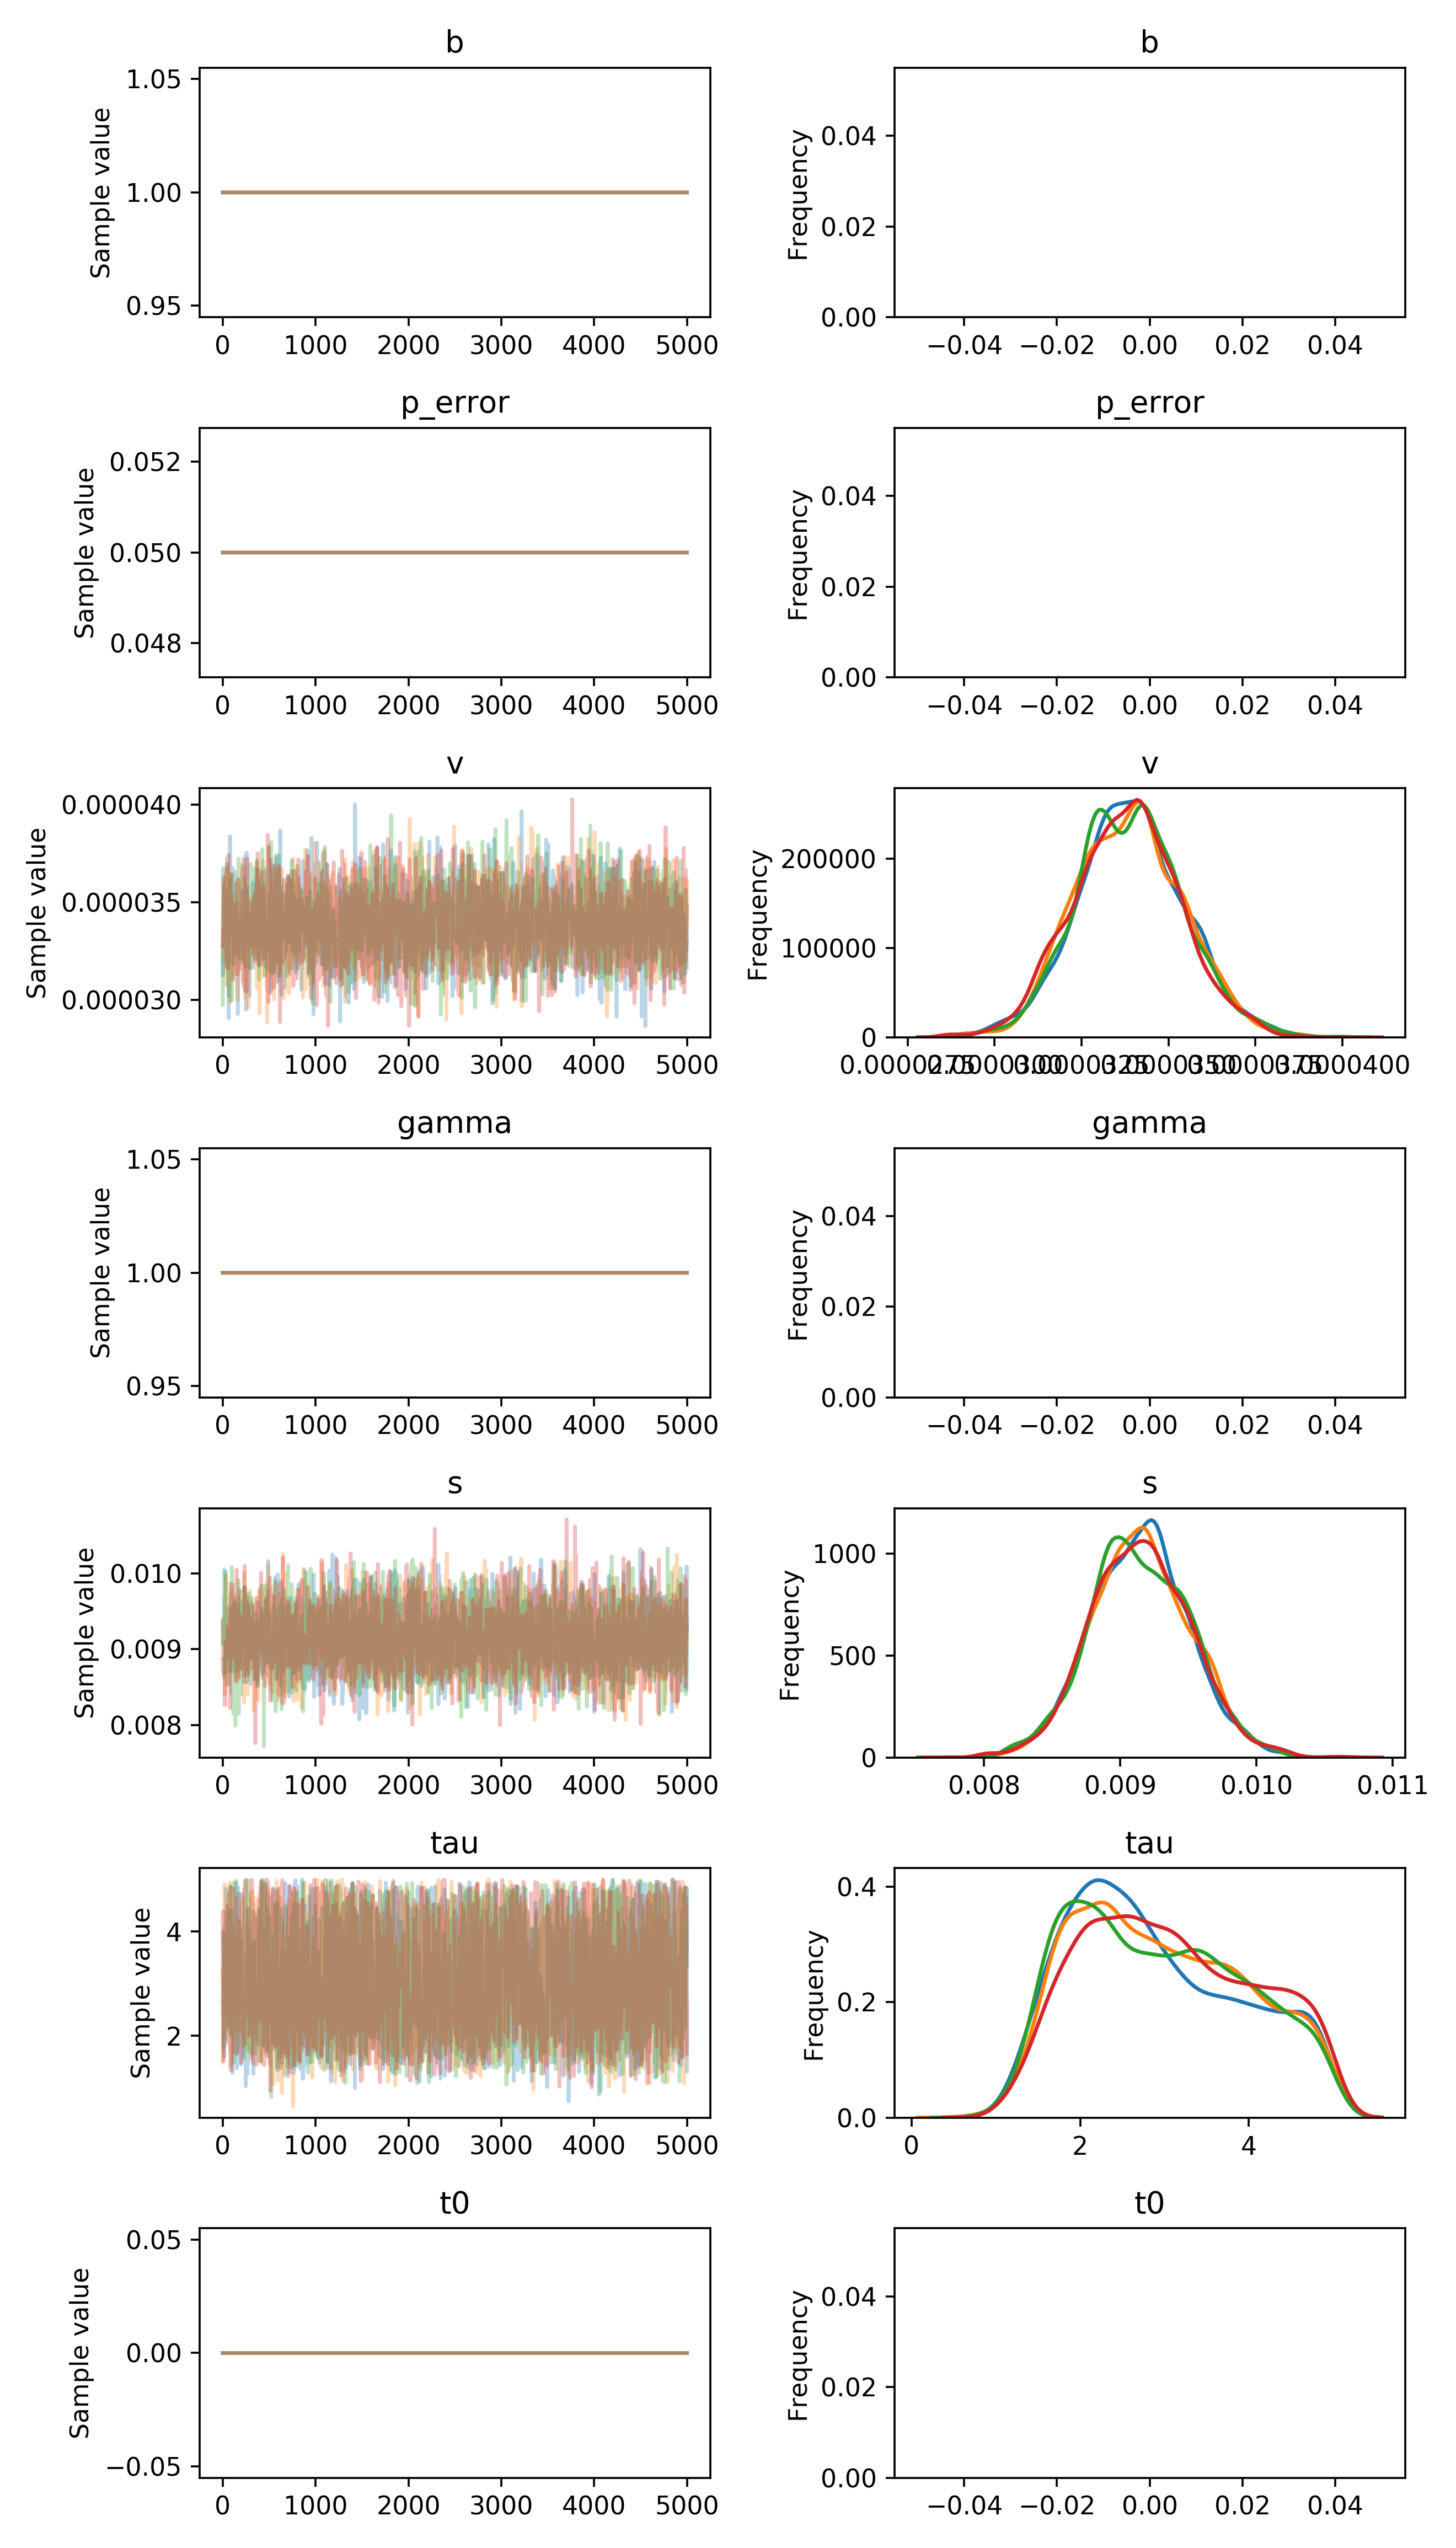 b
b
Sample value
1.05
1.00
0.95
0 1000 2000 3000 4000 5000
Frequency
0.04
0.02
0.00
−0.04 −0.02 0.00 0.02 0.04
p_error
p_error
Sample value
0.052
0.050
0.048
0 1000 2000 3000 4000 5000
Frequency
0.04
0.02
0.00
−0.04 −0.02 0.00 0.02 0.04
v
v
Sample value
0.000040
0.000035
0.000030
0 1000 2000 3000 4000 5000
Frequency
200000
100000
0
gamma
gamma
Sample value
1.05
1.00
0.95
0 1000 2000 3000 4000 5000
Frequency
0.04
0.02
0.00
−0.04 −0.02 0.00 0.02 0.04
s
s
Sample value
0.010
0.009
0.008
0 1000 2000 3000 4000 5000
Frequency
1000
500
0
0.008 0.009 0.010 0.011
tau
tau
Sample value
4
2
0 1000 2000 3000 4000 5000
Frequency
0.4
0.2
0.0
0 2 4
t0
t0
Sample value
0.05
0.00
−0.05
0 1000 2000 3000 4000 5000
Frequency
0.04
0.02
0.00
−0.04 −0.02 0.00 0.02 0.04